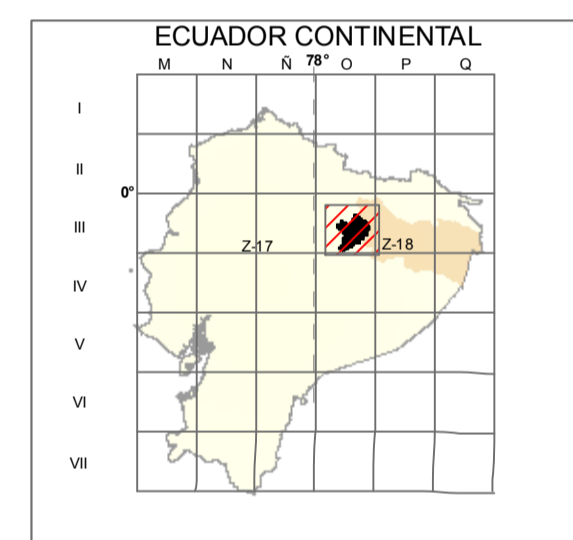 ECUADOR CONTINENTAL
M N Ñ 78° O P Q
I
II
0°
III
Z-17 Z-18
IV
V
VI
VII